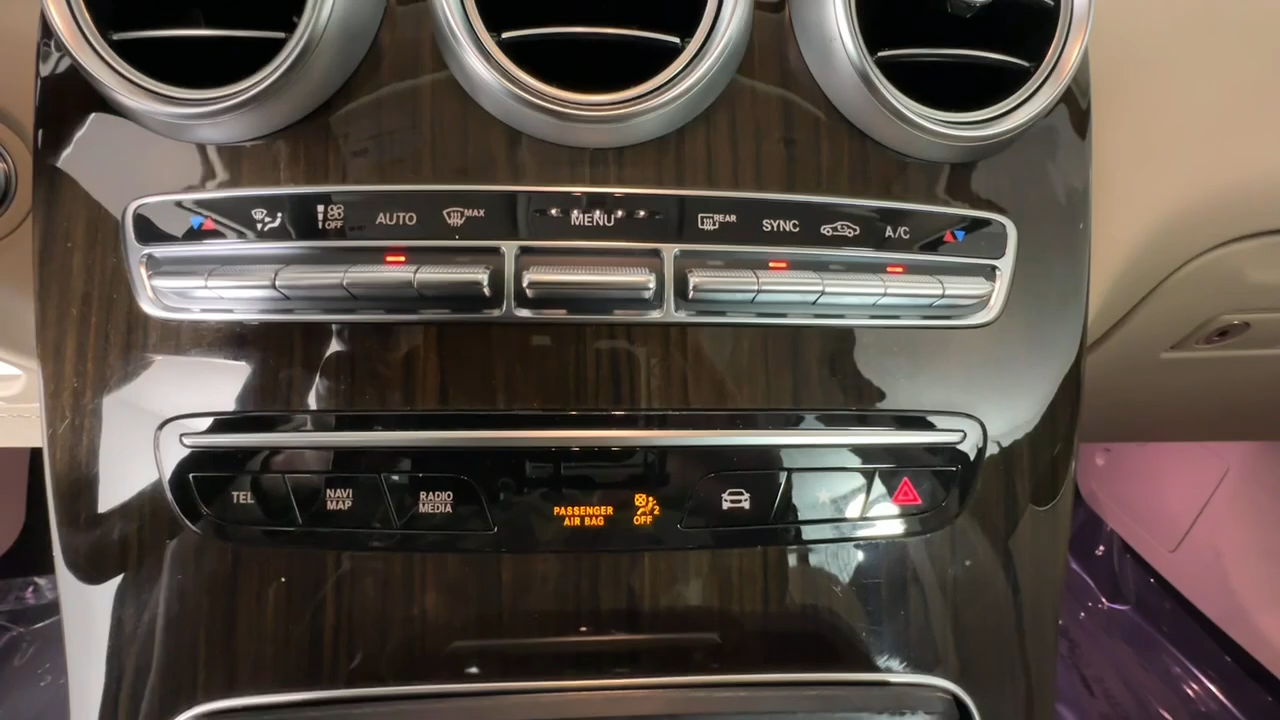 OFF
AUTO
MAX
MENU
REAR
SYNC
A/C
TEL
NAVI
MAP
RADIO
MEDIA
PASSENGER
AIR BAG
2
OFF